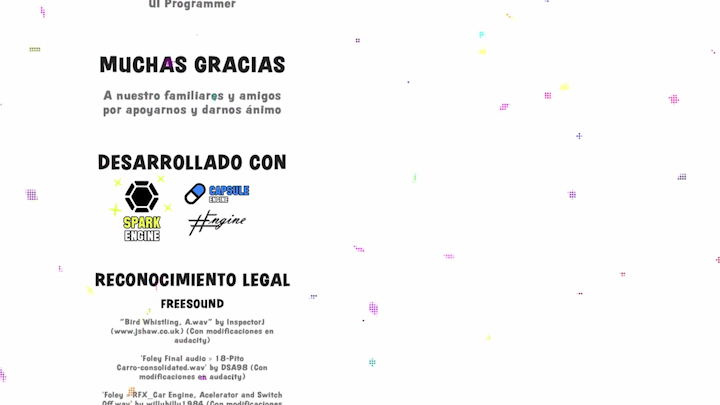 UI Programmer
MUCHAS GRACIAS
A nuestro familiares y amigos
por apoyarnos y darnos ánimo
DESARROLLADO CON
SPARK
ENGINE
CAPSULE
ENGINE
#Engine
RECONOCIMIENTO LEGAL
FREESOUND
"Bird Whistling, A.wav" by InspectorJ
(www.jshaw.co.uk) (Con modificaciones en
audacity)
'Foley Final audio » 18-Pito
Carro-consolidated.wav' by DSA98 (Con
modificaciones en audacity)
'Foley » RFX_Car Engine, Acelerator and Switch
Off.wav' by willybilly1984 (Con modificaciones en